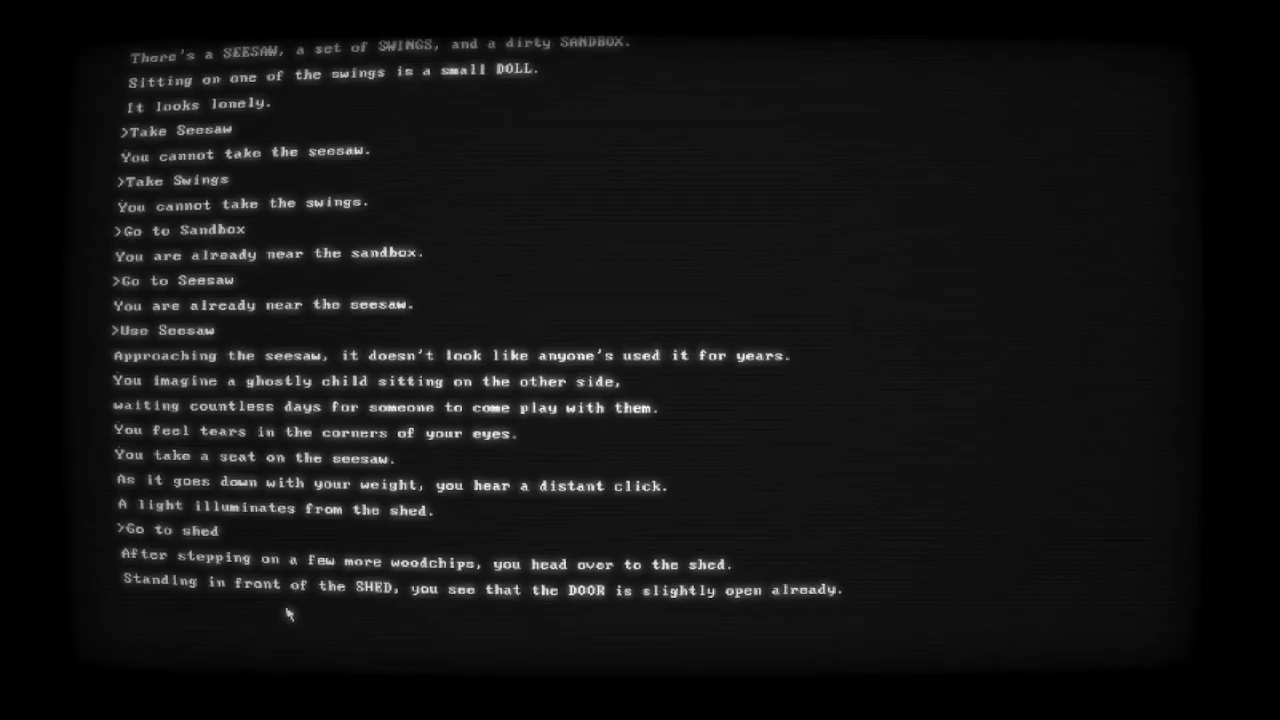 There's a SEESAW, a set of SWINGS, and a dirty SANDBOX.
Sitting on one of the swings is a small DOLL.
It looks lonely.
>Take Seesaw
You cannot take the seesaw.
>Take Swings
You cannot take the swings.
>Go to Sandbox
You are already near the sandbox.
>Go to Seesaw
You are already near the seesaw.
>Use Seesaw
Approaching the seesaw, it doesn't look like anyone's used it for years.
You imagine a ghostly child sitting on the other side,
waiting countless days for someone to come play with them.
You feel tears in the corners of your eyes.
You take a seat on the seesaw.
As it goes down with your weight, you hear a distant click.
A light illuminates from the shed.
>Go to shed
After stepping on a few more woodchips, you head over to the shed.
Standing in front of the SHED, you see that the DOOR is slightly open already.